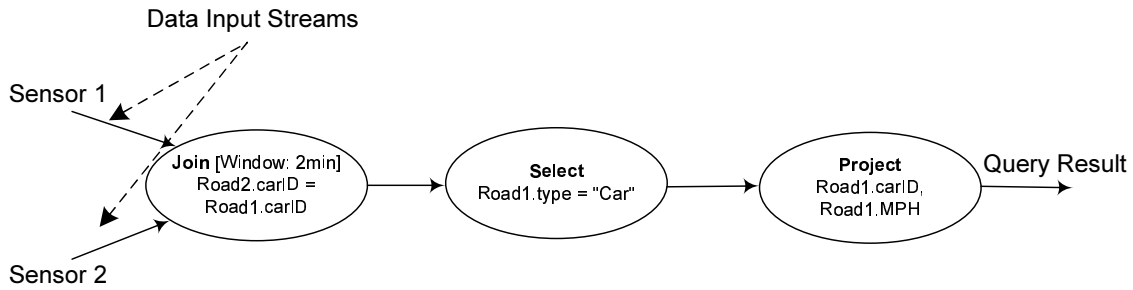 Data Input Streams
Sensor 1
Join [Window: 2min]
Road2.carID =
Road1.carID
Select
Road1.type = "Car"
Project
Road1.carID,
Road1.MPH
Query Result
Sensor 2